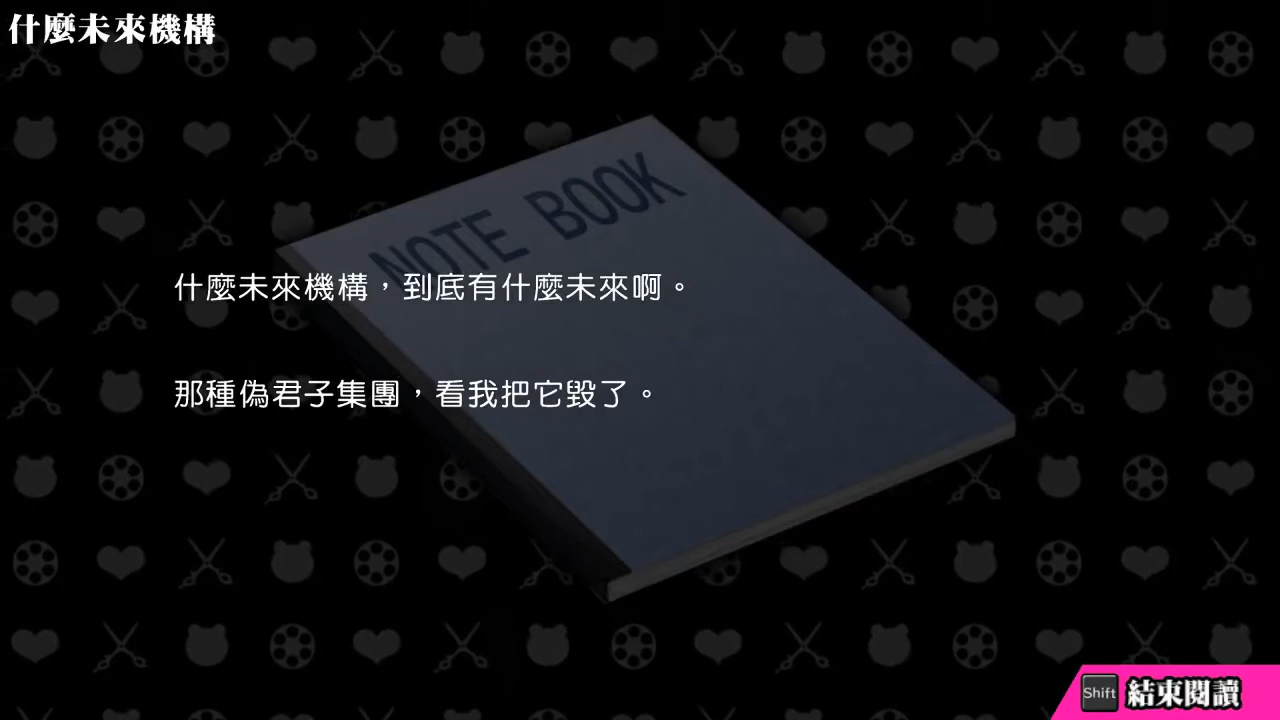 什麼未來機構
NOTE BOOK
什麼未來機構，到底有什麼未來啊。
那種偽君子集團，看我把它毀了。
Shift 結束閱讀